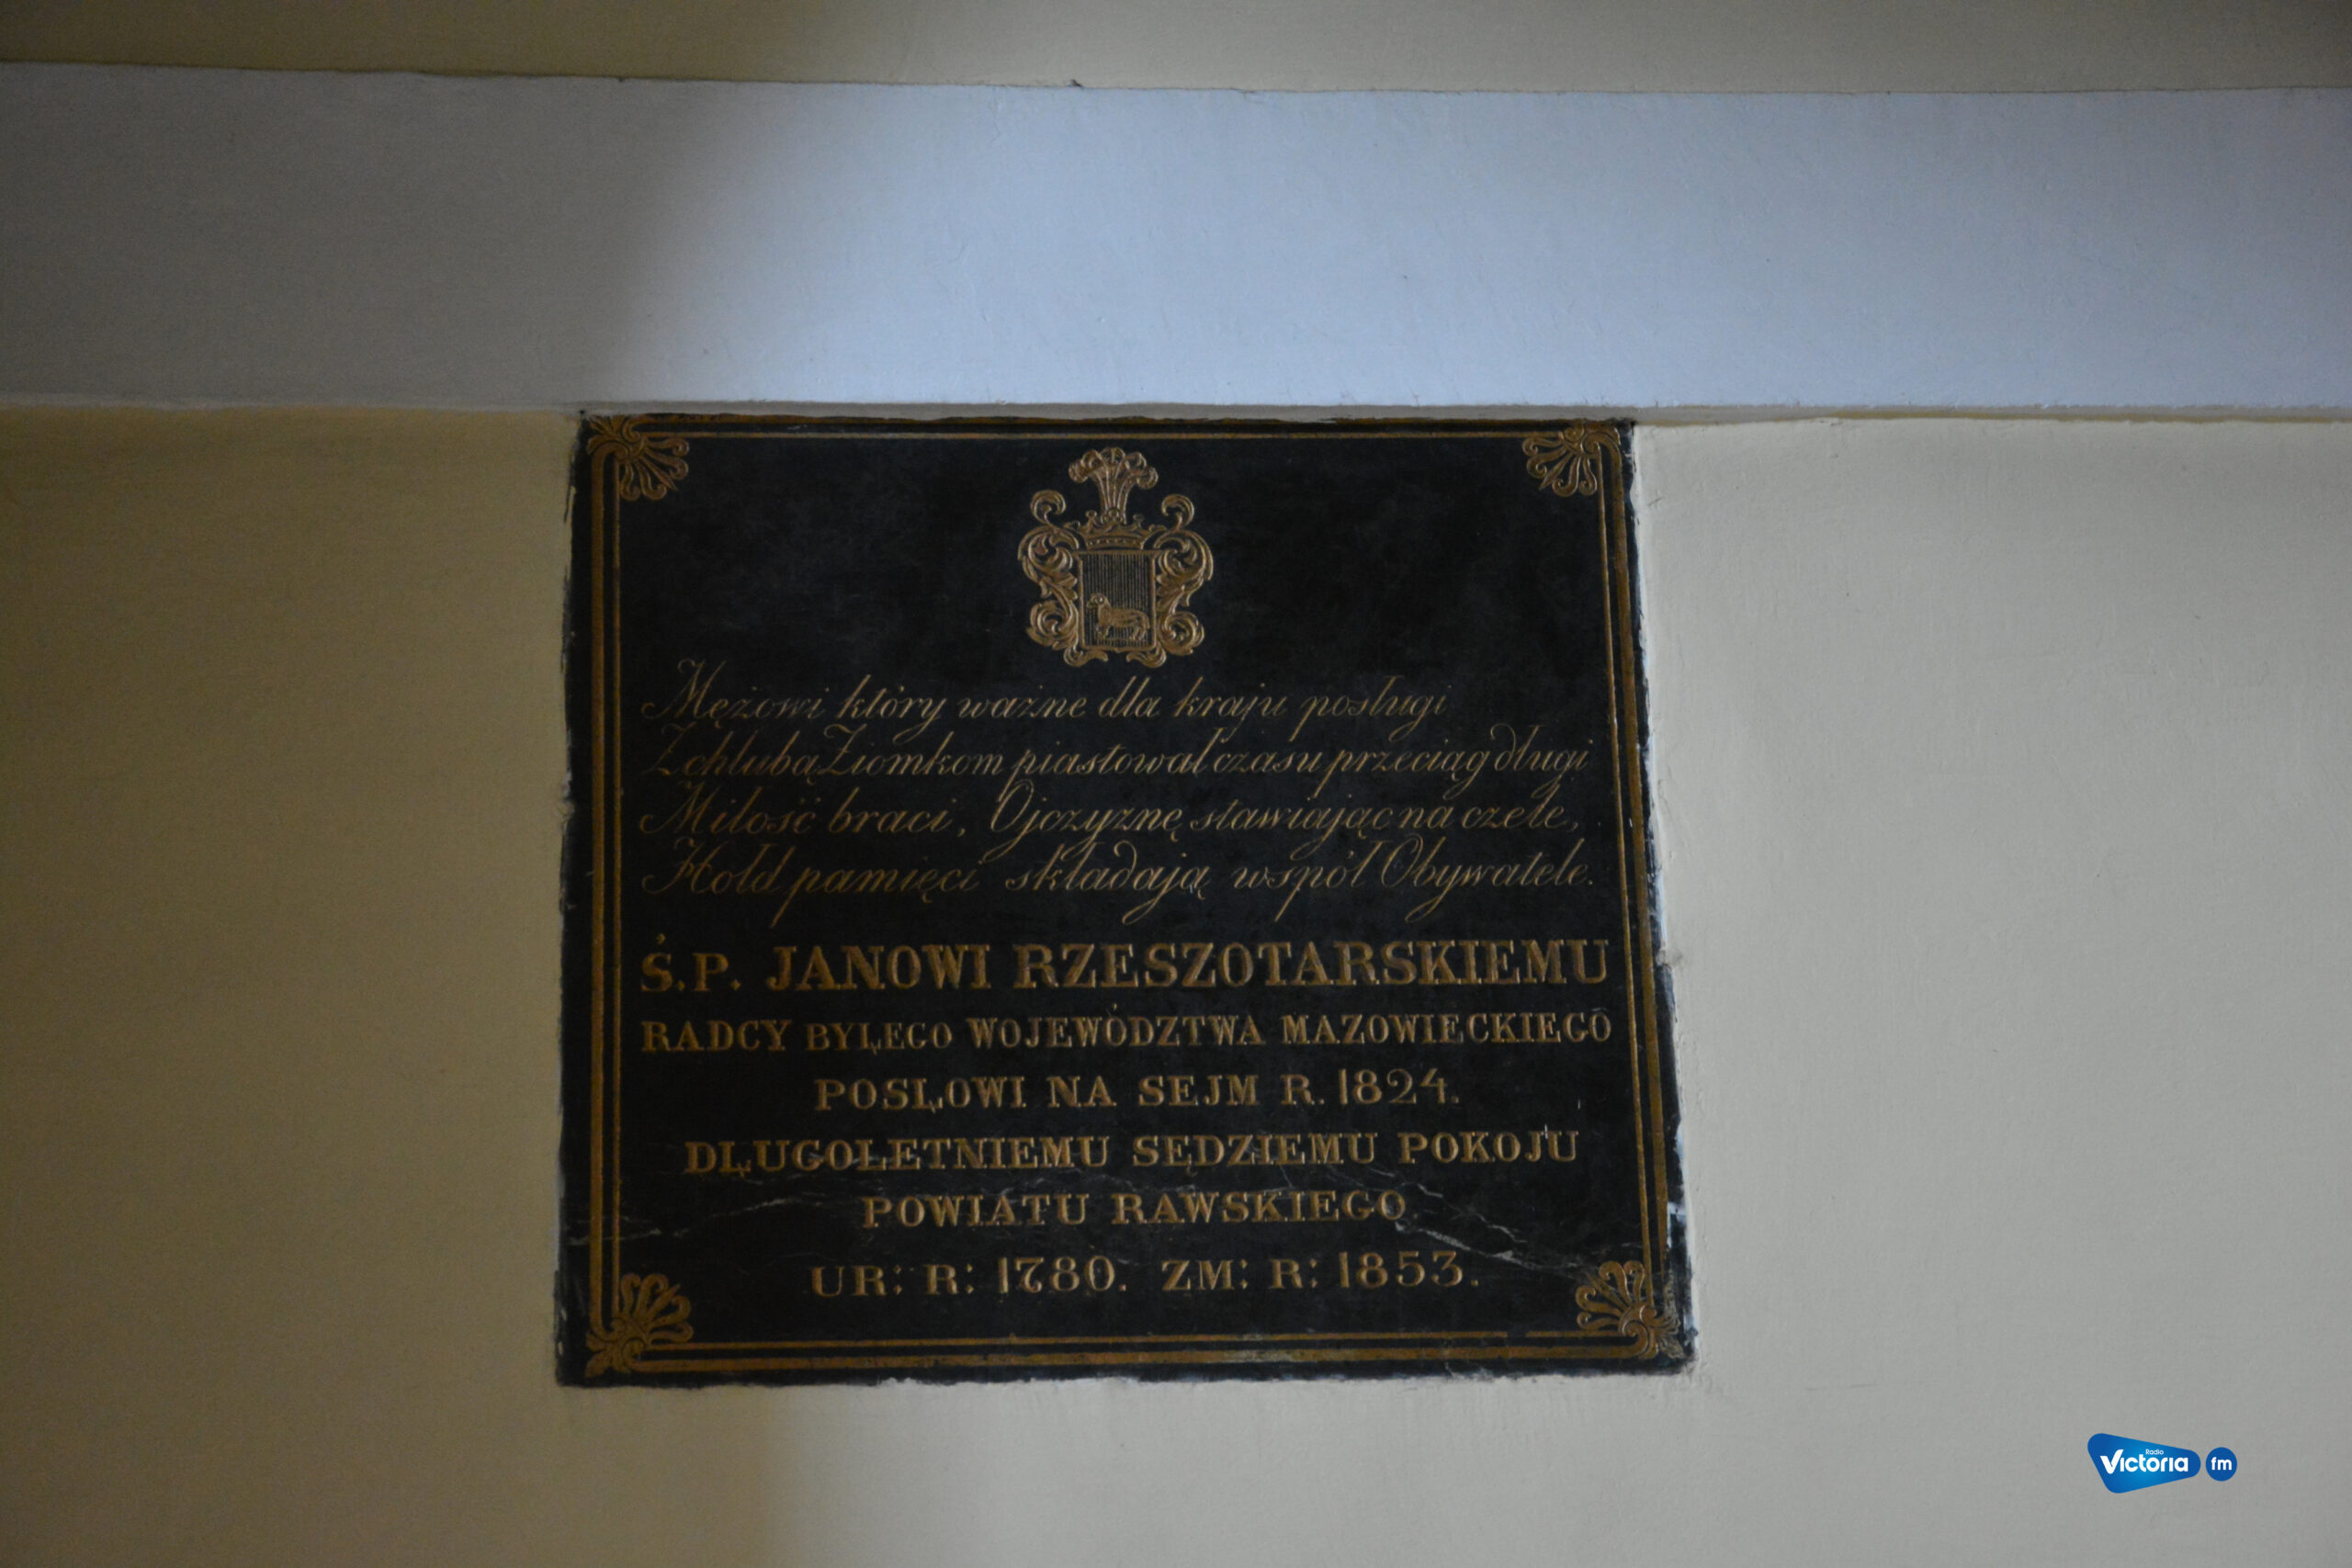 Mężowi który ważne dla kraju posługi
Z chlubą Ziomkom piastował czasu przeciąg długi
Miłość braci, Ojczyznę stawiając na czele,
Hołd pamięci składają współ Obywatele.
Ś.P. JANOWI RZESZOTARSKIEMU
RADCY BYŁEGO WOJEWÓDZTWA MAZOWIECKIEGO
POSŁOWI NA SEJM R. 1824.
DŁUGOLETNIEMU SĘDZIEMU POKOJU
POWIATU RAWSKIEGO
UR: R: 1780. ZM: R: 1853.
Radio
Victoria fm